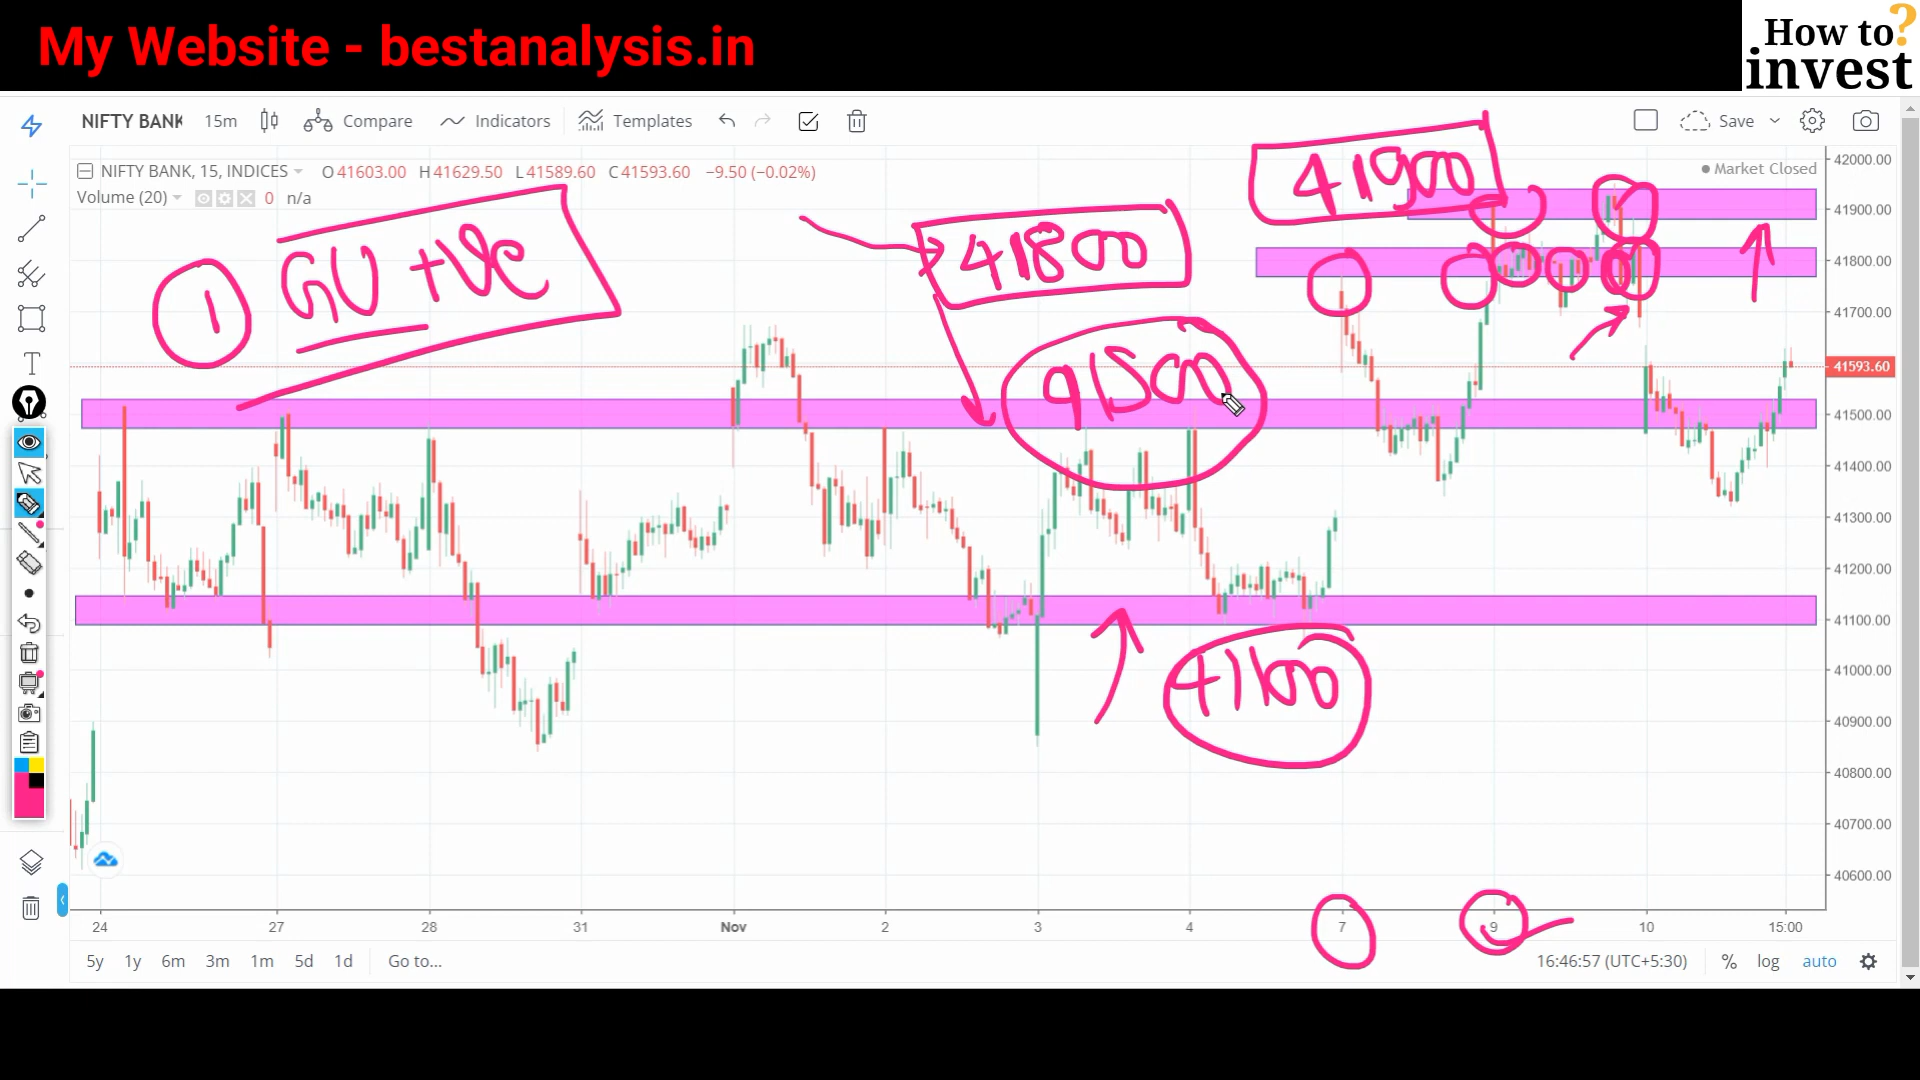 My Website - bestanalysis.in
How to?
invest
NIFTY BANK 15m Compare Indicators Templates Save
NIFTY BANK, 15, INDICES O41603.00 H41629.50 L41589.60 C41593.60 −9.50 (−0.02%)
Market Closed
Volume (20) 0 n/a
41900
41800
1 GU +ve
41500
41100
42000.00
41900.00
41800.00
41700.00
41593.60
41500.00
41400.00
41300.00
41200.00
41100.00
41000.00
40900.00
40800.00
40700.00
40600.00
T
24 27 28 31 Nov 2 3 4 7 9 10 15:00
5y 1y 6m 3m 1m 5d 1d Go to... 16:46:57 (UTC+5:30) % log auto